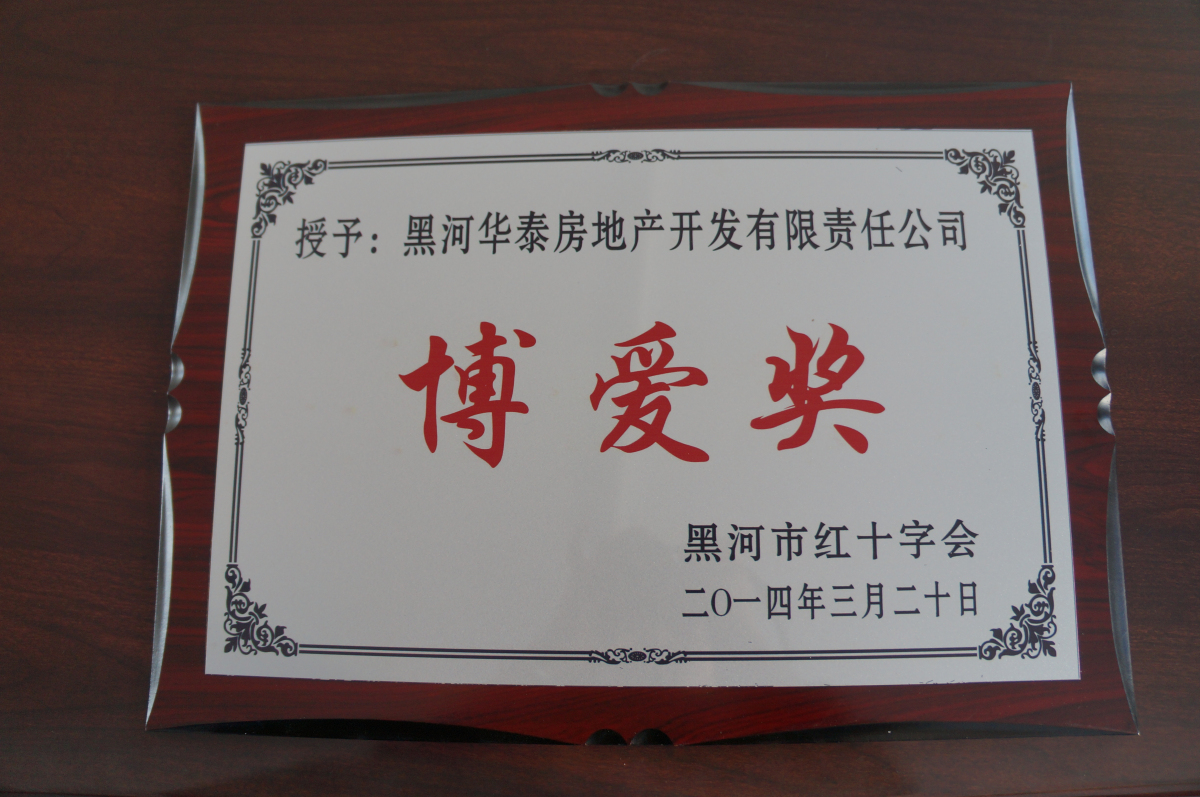 授予：黑河华泰房地产开发有限责任公司
博爱奖
黑河市红十字会
二〇一四年三月二十日